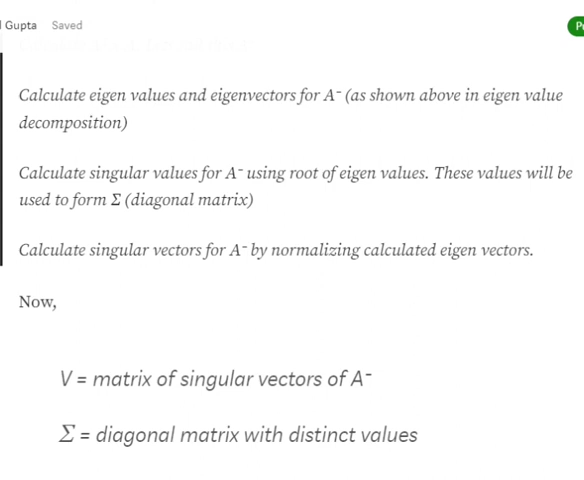 Gupta Saved
Calculate eigen values and eigenvectors for A⁻ (as shown above in eigen value
decomposition)
Calculate singular values for A⁻ using root of eigen values. These values will be
used to form Σ (diagonal matrix)
Calculate singular vectors for A⁻ by normalizing calculated eigen vectors.
Now,
V = matrix of singular vectors of A⁻
Σ = diagonal matrix with distinct values